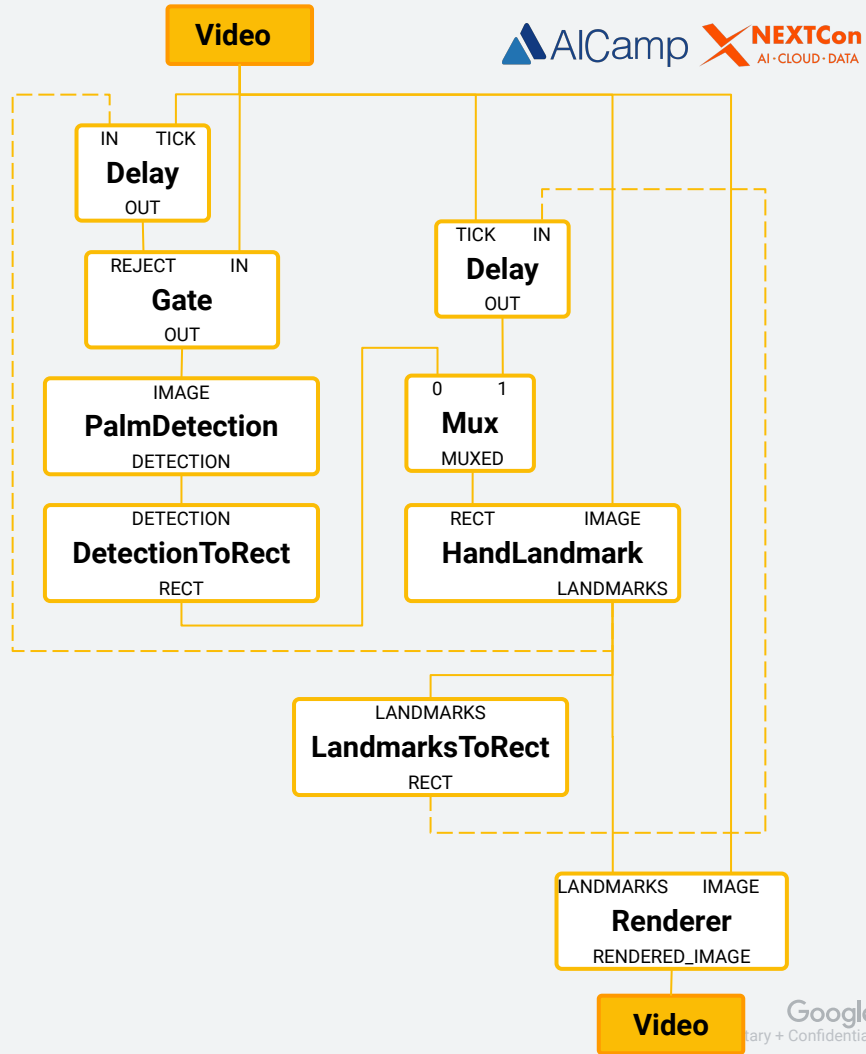 Video
AICamp
NEXTCon
AI·CLOUD·DATA
IN TICK
Delay
OUT
TICK IN
Delay
OUT
REJECT IN
Gate
OUT
IMAGE
PalmDetection
DETECTION
0 1
Mux
MUXED
DETECTION
DetectionToRect
RECT
RECT IMAGE
HandLandmark
LANDMARKS
LANDMARKS
LandmarksToRect
RECT
LANDMARKS IMAGE
Renderer
RENDERED_IMAGE
Video
Google
+ Confidential